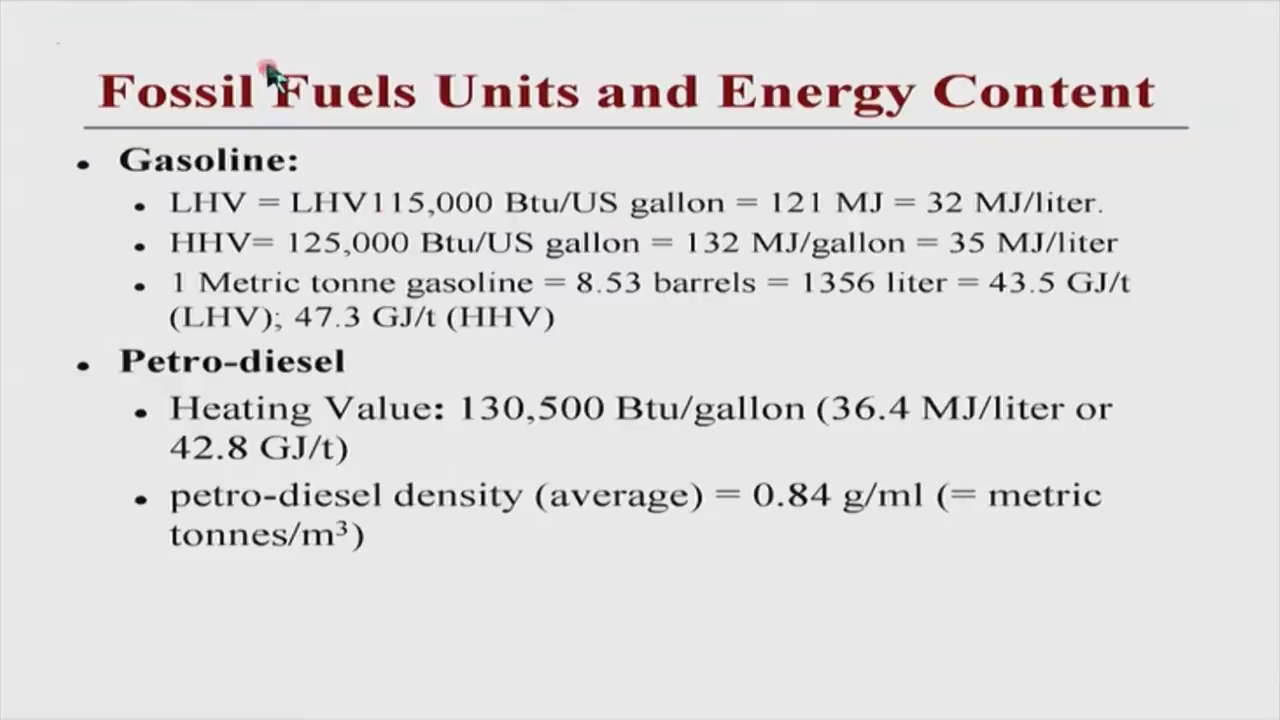 Fossil Fuels Units and Energy Content
• Gasoline:
• LHV = LHV115,000 Btu/US gallon = 121 MJ = 32 MJ/liter.
• HHV= 125,000 Btu/US gallon = 132 MJ/gallon = 35 MJ/liter
• 1 Metric tonne gasoline = 8.53 barrels = 1356 liter = 43.5 GJ/t
(LHV); 47.3 GJ/t (HHV)
• Petro-diesel
• Heating Value: 130,500 Btu/gallon (36.4 MJ/liter or
42.8 GJ/t)
• petro-diesel density (average) = 0.84 g/ml (= metric
tonnes/m³)